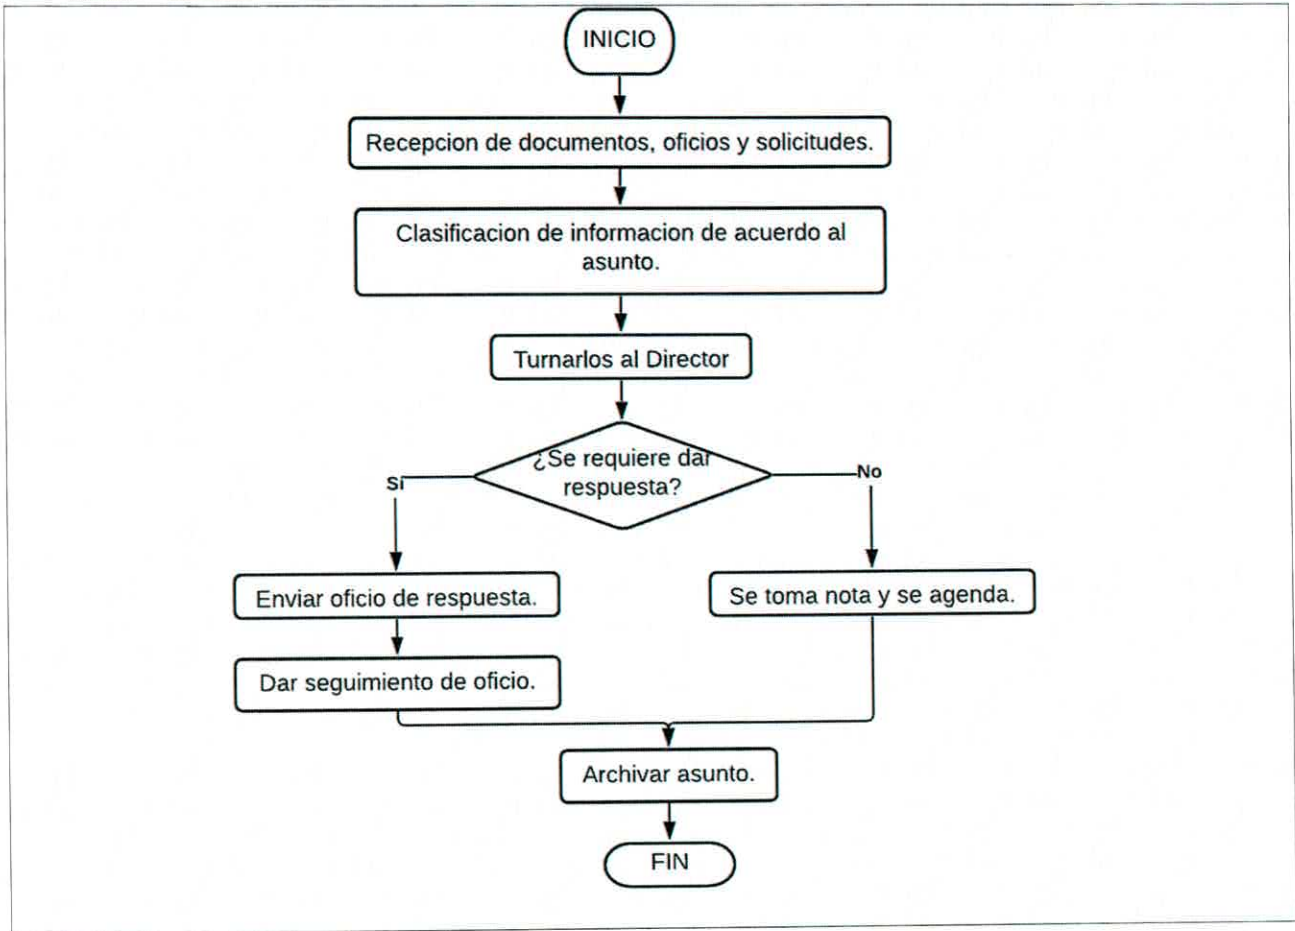 INICIO
Recepcion de documentos, oficios y solicitudes.
Clasificacion de informacion de acuerdo al
asunto.
Turnarlos al Director
¿Se requiere dar
respuesta?
Sí
No
Enviar oficio de respuesta.
Se toma nota y se agenda.
Dar seguimiento de oficio.
Archivar asunto.
FIN